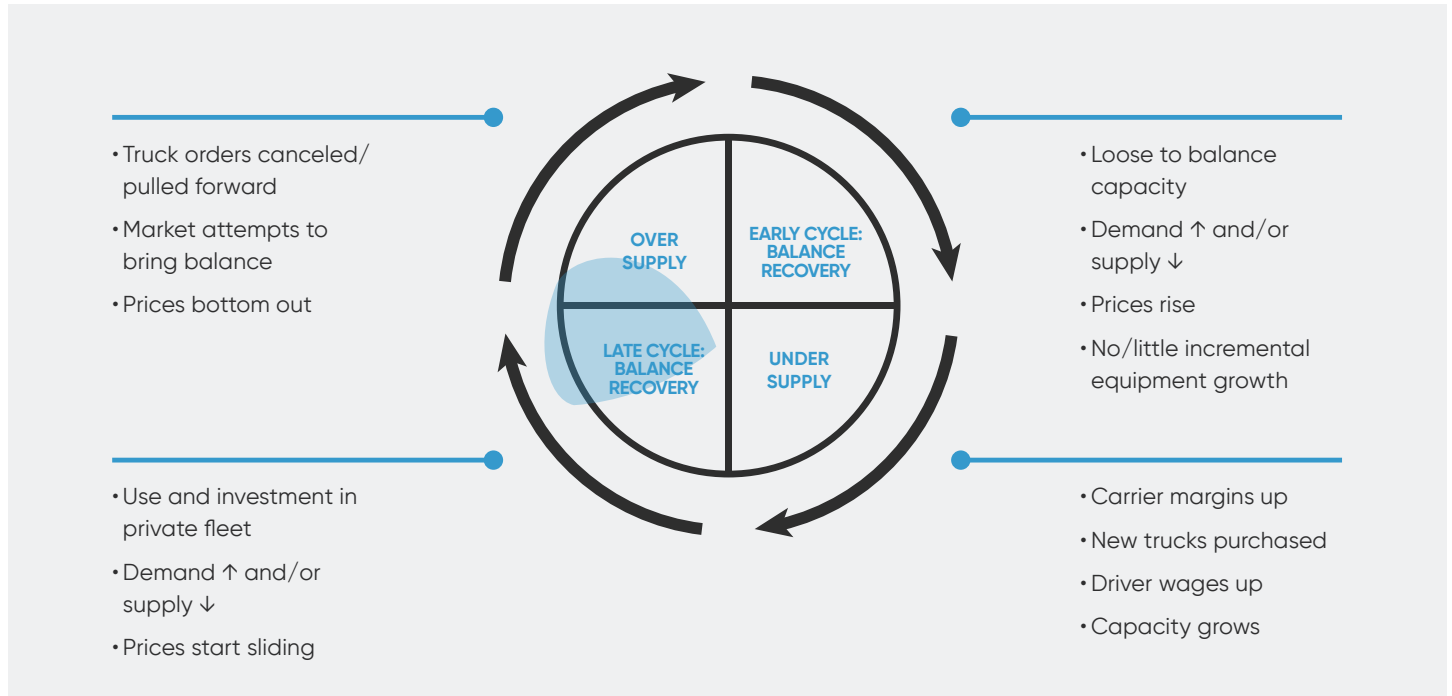 • Truck orders canceled/
pulled forward
• Market attempts to
bring balance
• Prices bottom out
OVER
SUPPLY
EARLY CYCLE:
BALANCE
RECOVERY
• Loose to balance
capacity
• Demand ↑ and/or
supply ↓
• Prices rise
• No/little incremental
equipment growth
LATE CYCLE:
BALANCE
RECOVERY
UNDER
SUPPLY
• Use and investment in
private fleet
• Demand ↑ and/or
supply ↓
• Prices start sliding
• Carrier margins up
• New trucks purchased
• Driver wages up
• Capacity grows